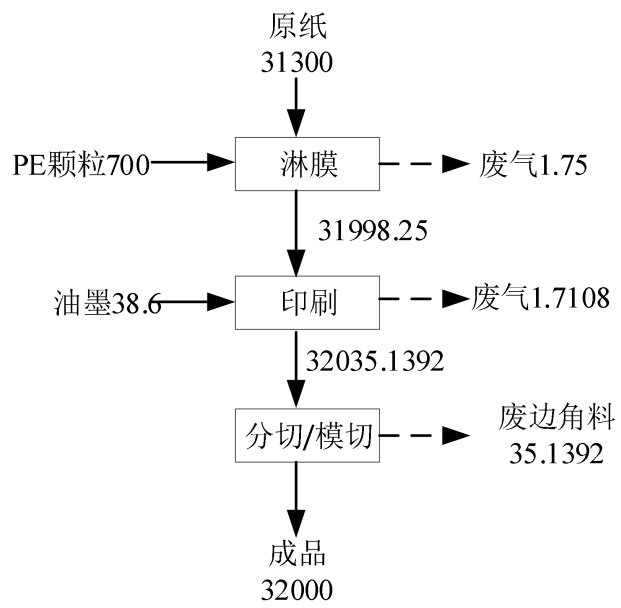 原纸
31300
PE颗粒700
淋膜
废气1.75
31998.25
油墨38.6
印刷
废气1.7108
32035.1392
分切/模切
废边角料
35.1392
成品
32000